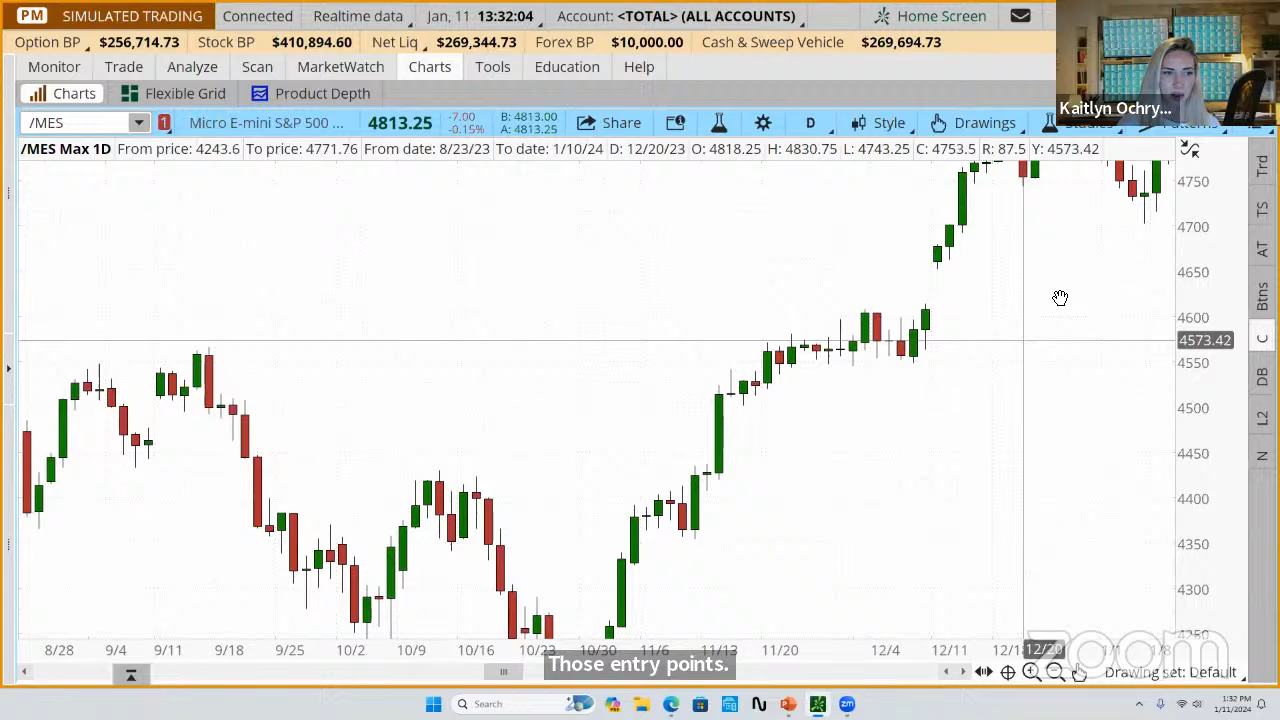 PM SIMULATED TRADING Connected Realtime data Jan, 11 13:32:04 Account: <TOTAL> (ALL ACCOUNTS) Home Screen
Option BP $256,714.73 Stock BP $410,894.60 Net Liq $269,344.73 Forex BP $10,000.00 Cash & Sweep Vehicle $269,694.73
Monitor Trade Analyze Scan MarketWatch Charts Tools Education Help
Charts Flexible Grid Product Depth
Kaitlyn Ochry...
/MES 1 Micro E-mini S&P 500 ... 4813.25 -7.00 B: 4813.00 Share D Style Drawings
-0.15% A: 4813.25
/MES Max 1D From price: 4243.6 To price: 4771.76 From date: 8/23/23 To date: 1/10/24 D: 12/20/23 O: 4818.25 H: 4830.75 L: 4743.25 C: 4753.5 R: 87.5 Y: 4573.42
4750
4700
4650
4600
4573.42
4550
4500
4450
4400
4350
4300
Trd
TS
AT
Btns
C
DB
L2
N
8/28 9/4 9/11 9/18 9/25 10/2 10/9 10/16 10/23 10/30 11/6 11/13 11/20 12/4 12/11 12/20
zoom
Those entry points.
Drawing set: Default
Search
1:32 PM
1/11/2024